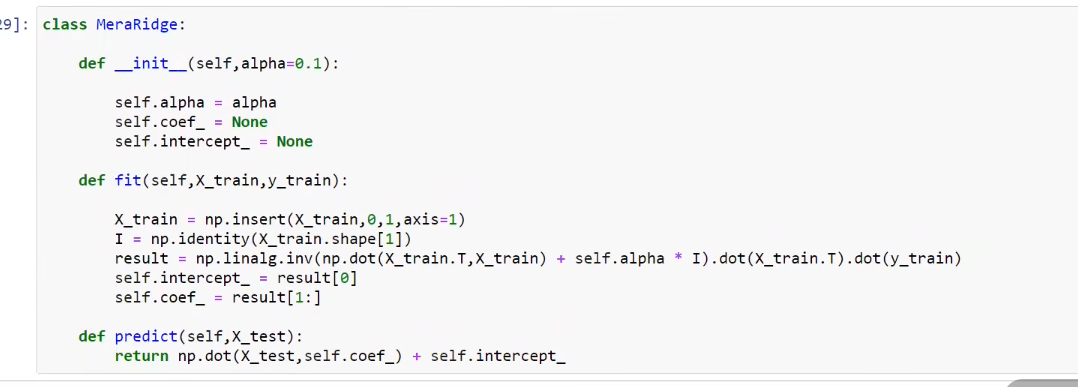 29]: class MeraRidge:
def __init__(self,alpha=0.1):
self.alpha = alpha
self.coef_ = None
self.intercept_ = None
def fit(self,X_train,y_train):
X_train = np.insert(X_train,0,1,axis=1)
I = np.identity(X_train.shape[1])
result = np.linalg.inv(np.dot(X_train.T,X_train) + self.alpha * I).dot(X_train.T).dot(y_train)
self.intercept_ = result[0]
self.coef_ = result[1:]
def predict(self,X_test):
return np.dot(X_test,self.coef_) + self.intercept_